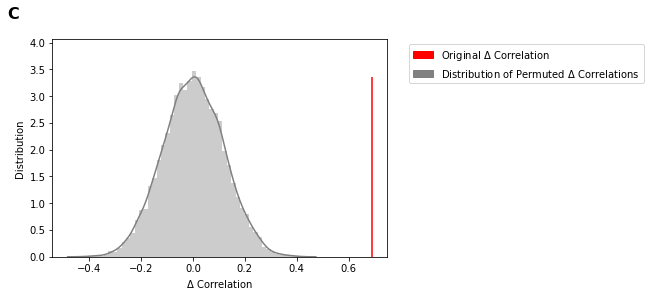 C
4.0
3.5
3.0
2.5
2.0
1.5
1.0
0.5
0.0
Distribution
−0.4 −0.2 0.0 0.2 0.4 0.6
Δ Correlation
Original Δ Correlation
Distribution of Permuted Δ Correlations